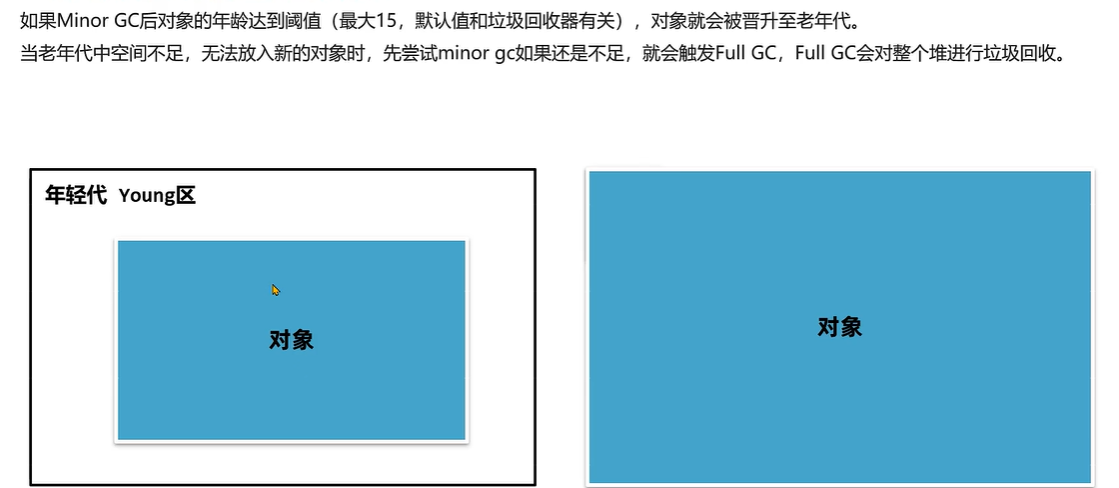 如果Minor GC后对象的年龄达到阈值（最大15，默认值和垃圾回收器有关），对象就会被晋升至老年代。
当老年代中空间不足，无法放入新的对象时，先尝试minor gc如果还是不足，就会触发Full GC，Full GC会对整个堆进行垃圾回收。
年轻代 Young区
对象
对象